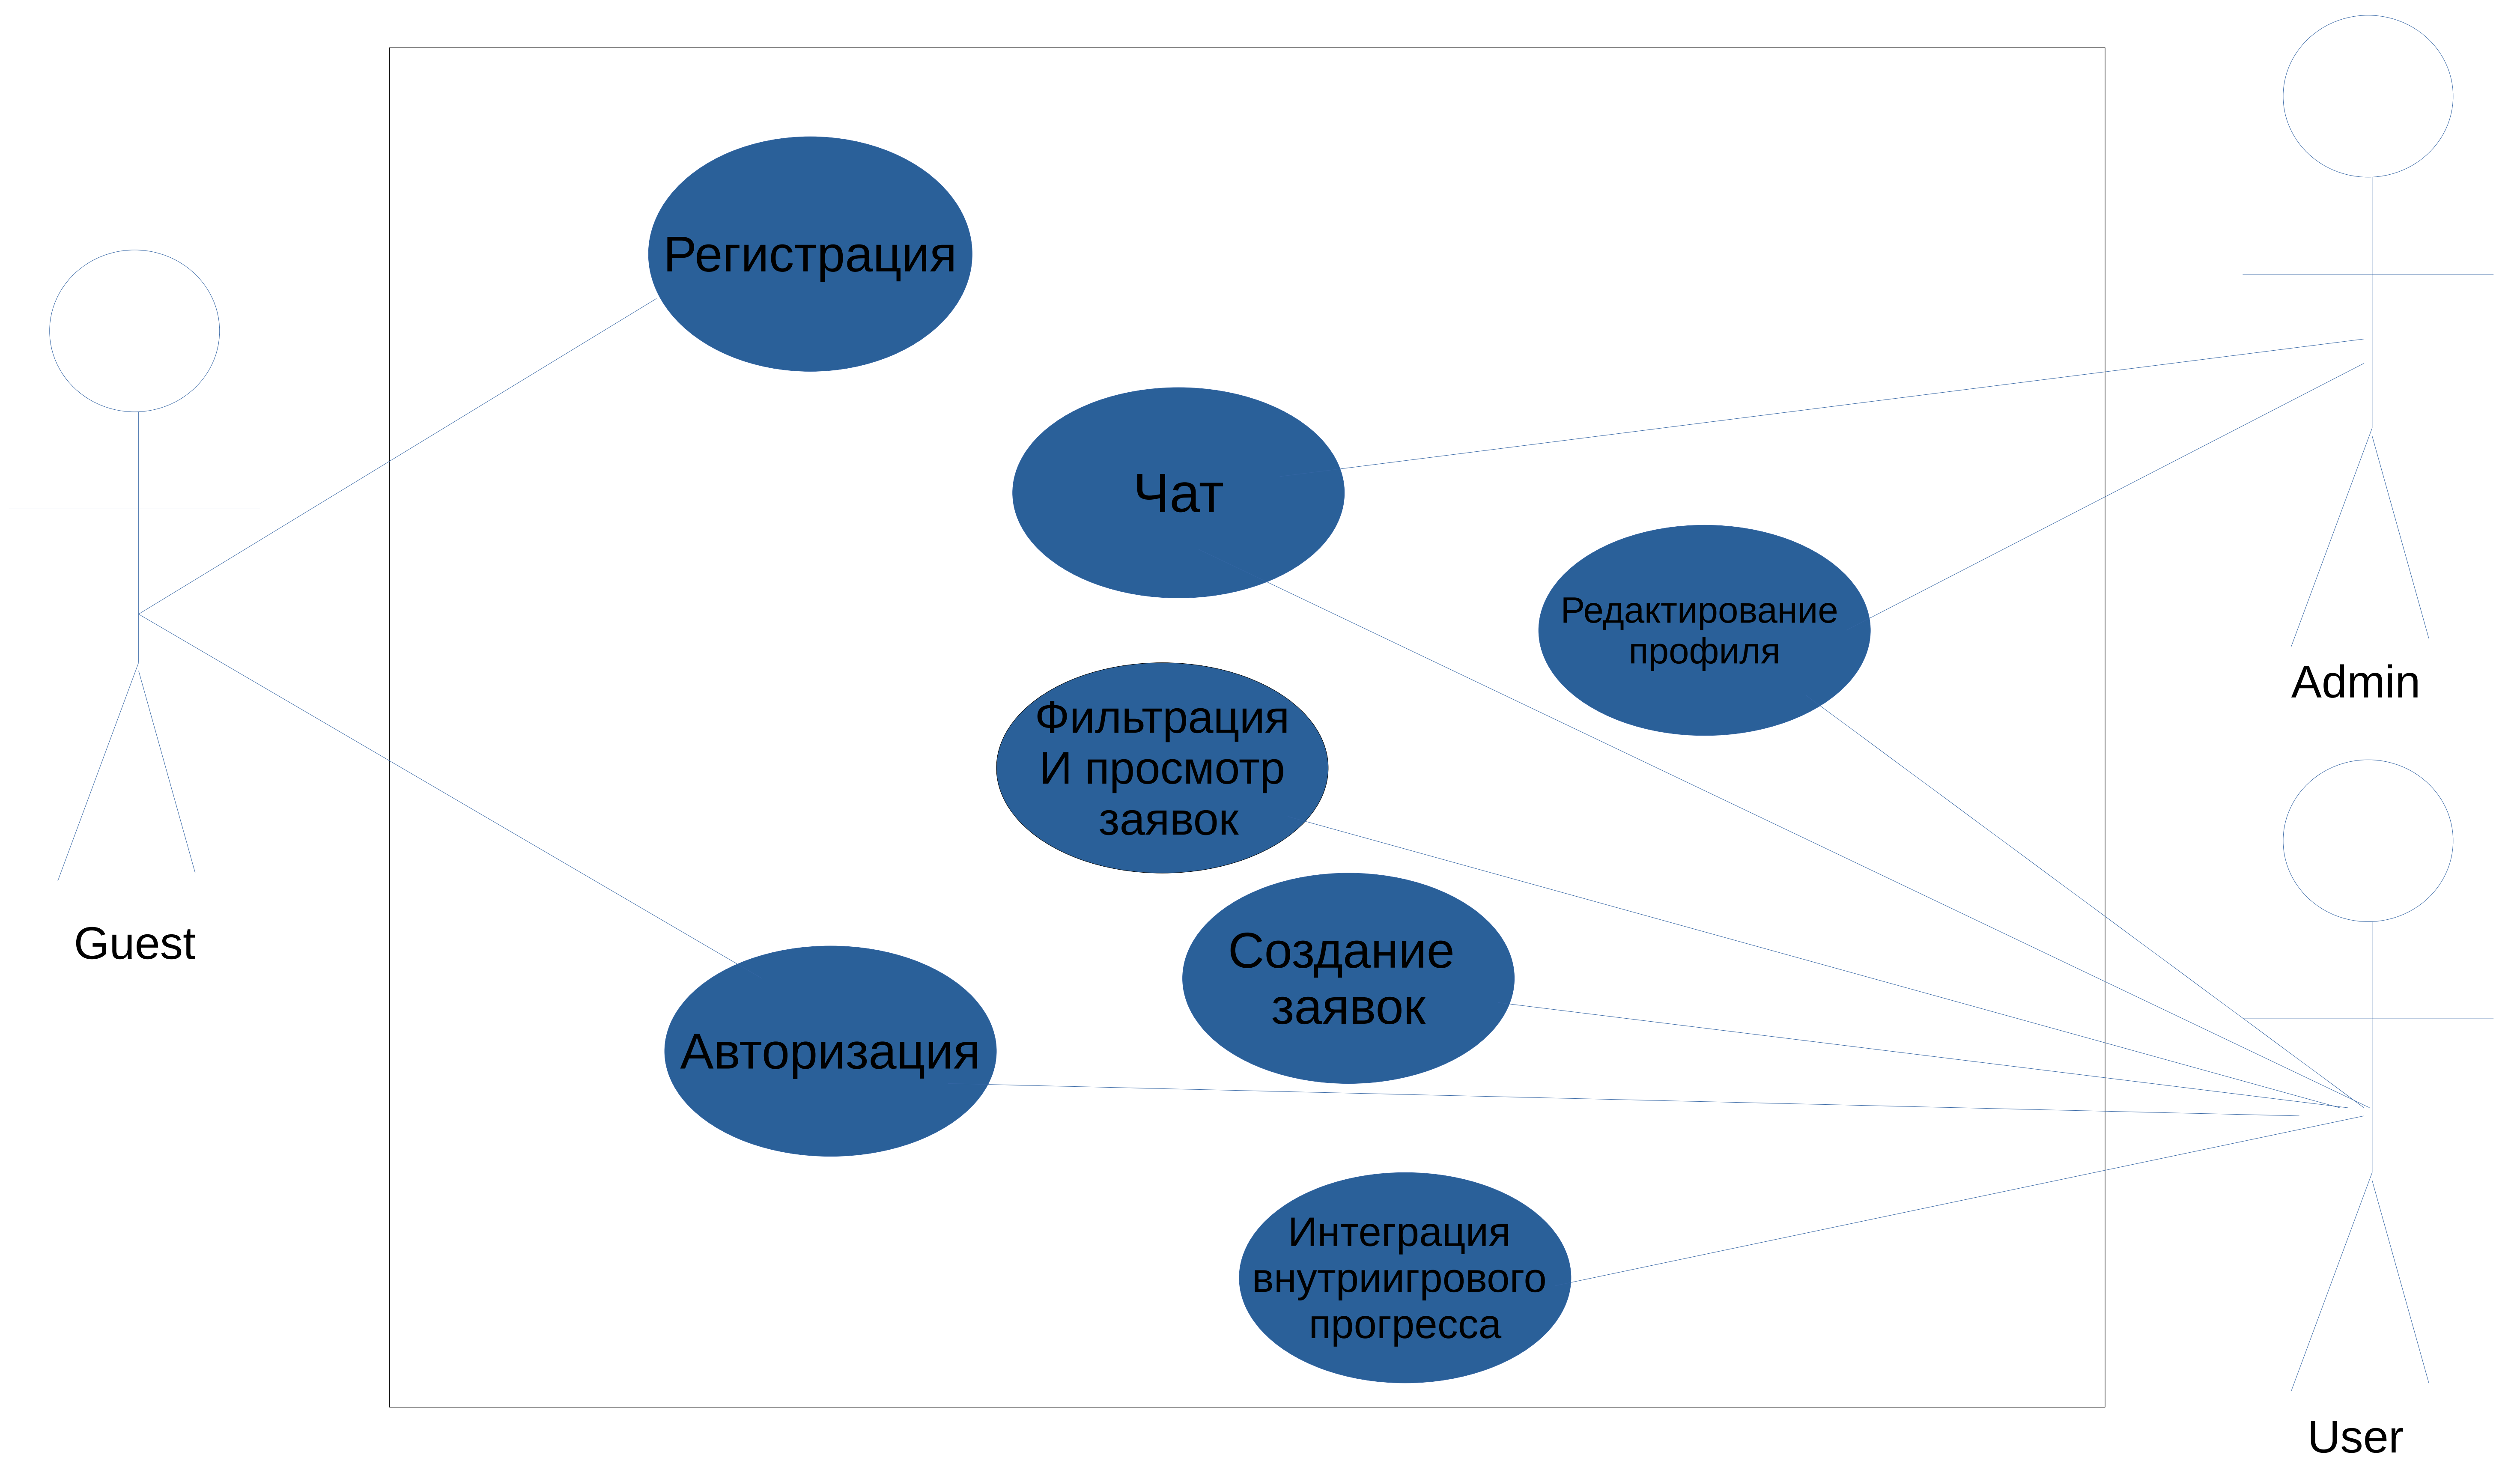 Регистрация
Чат
Редактирование
профиля
Admin
Фильтрация
И просмотр
заявок
Guest
Создание
заявок
Авторизация
Интеграция
внутриигрового
прогресса
User